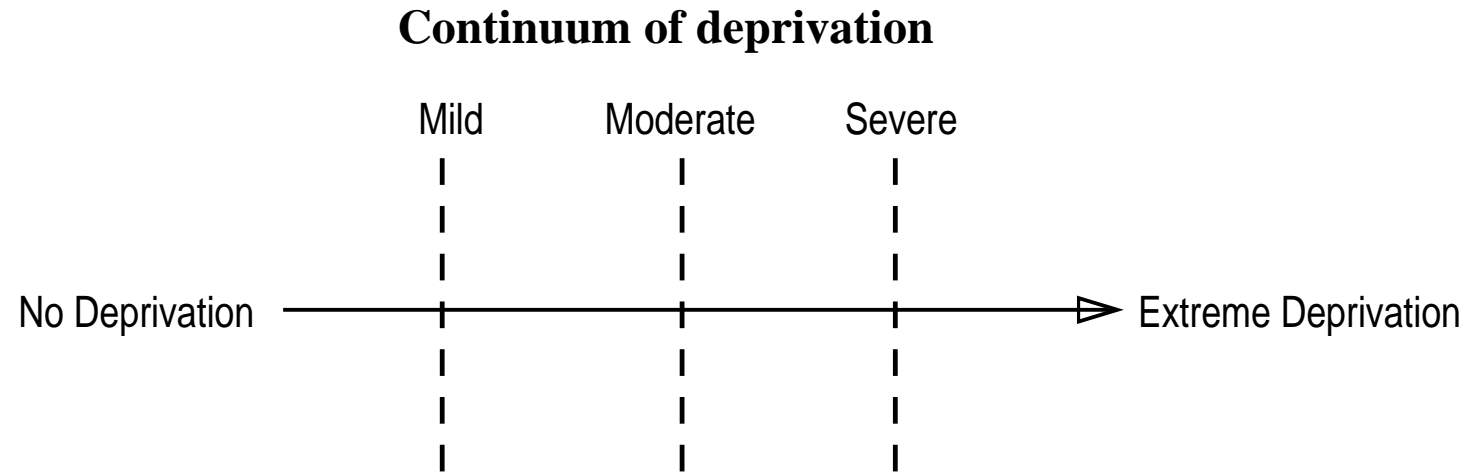 Continuum of deprivation
Mild Moderate Severe
No Deprivation Extreme Deprivation